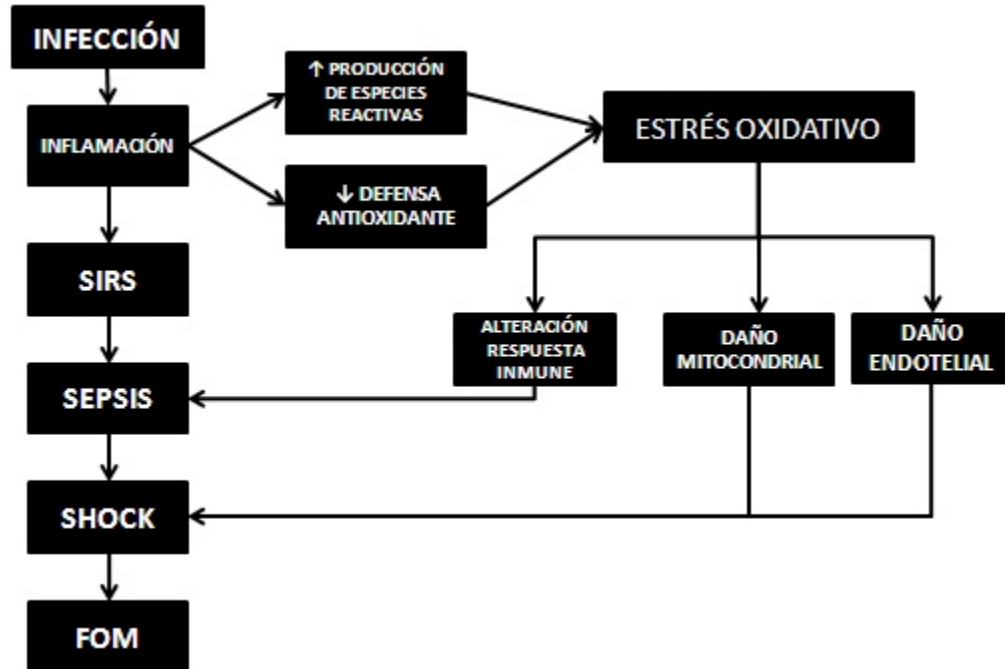 INFECCIÓN
↑ PRODUCCIÓN
DE ESPECIES
REACTIVAS
INFLAMACIÓN
ESTRÉS OXIDATIVO
↓ DEFENSA
ANTIOXIDANTE
SIRS
ALTERACIÓN
RESPUESTA
INMUNE
DAÑO
MITOCONDRIAL
DAÑO
ENDOTELIAL
SEPSIS
SHOCK
FOM